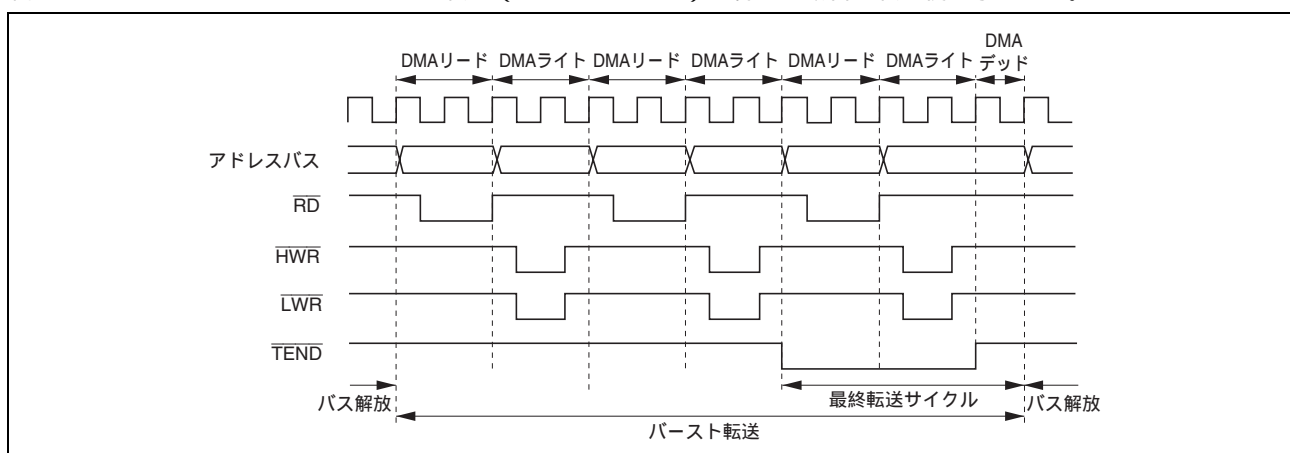 DMA
DMAリード DMAライト DMAリード DMAライト DMAリード DMAライト デッド
アドレスバス
RD
HWR
LWR
TEND
バス解放 最終転送サイクル バス解放
バースト転送